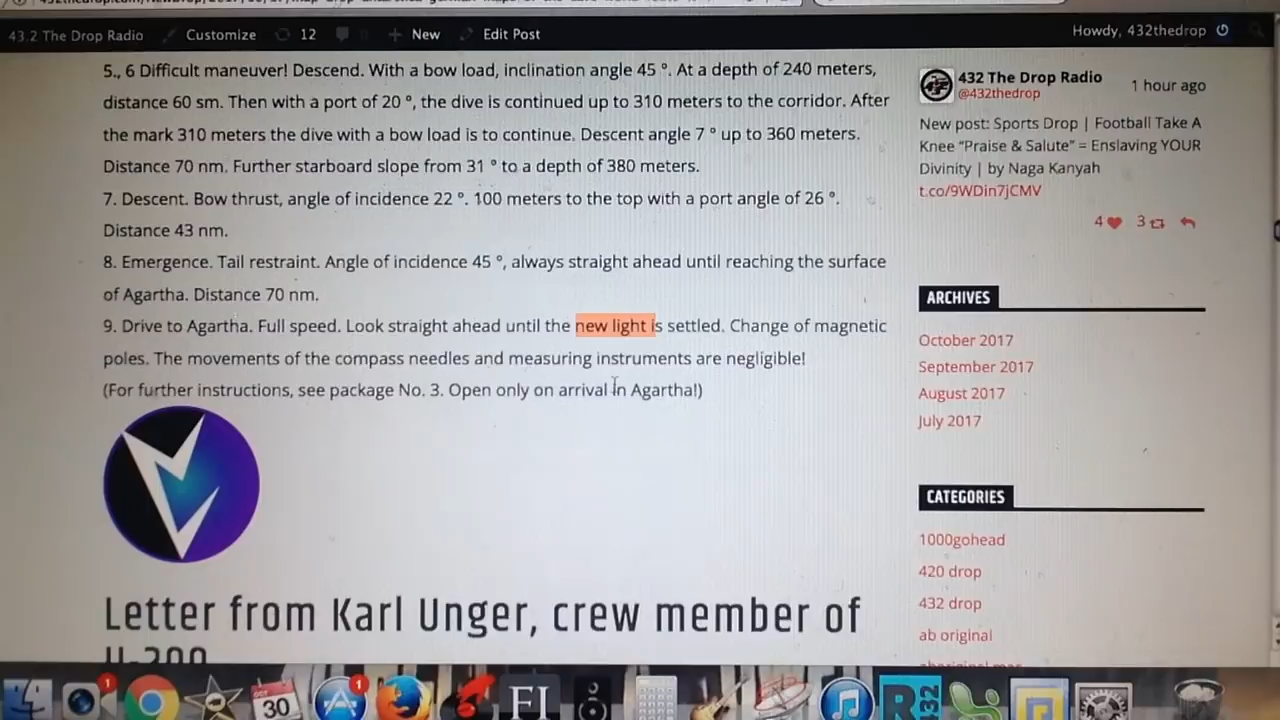 43.2 The Drop Radio
Customize
12
New
Edit Post
Howdy, 432thedrop
5., 6 Difficult maneuver! Descend. With a bow load, inclination angle 45 °. At a depth of 240 meters,
distance 60 sm. Then with a port of 20 °, the dive is continued up to 310 meters to the corridor. After
the mark 310 meters the dive with a bow load is to continue. Descent angle 7 ° up to 360 meters.
Distance 70 nm. Further starboard slope from 31 ° to a depth of 380 meters.
7. Descent. Bow thrust, angle of incidence 22 °. 100 meters to the top with a port angle of 26 °.
Distance 43 nm.
8. Emergence. Tail restraint. Angle of incidence 45 °, always straight ahead until reaching the surface
of Agartha. Distance 70 nm.
9. Drive to Agartha. Full speed. Look straight ahead until the new light is settled. Change of magnetic
poles. The movements of the compass needles and measuring instruments are negligible!
(For further instructions, see package No. 3. Open only on arrival in Agartha!)
Letter from Karl Unger, crew member of
432 The Drop Radio
@432thedrop
1 hour ago
New post: Sports Drop | Football Take A
Knee “Praise & Salute” = Enslaving YOUR
Divinity | by Naga Kanyah
t.co/9WDin7jCMV
4
3
ARCHIVES
October 2017
September 2017
August 2017
July 2017
CATEGORIES
1000gohead
420 drop
432 drop
ab original
1
OCT
30
1
FI
R
32